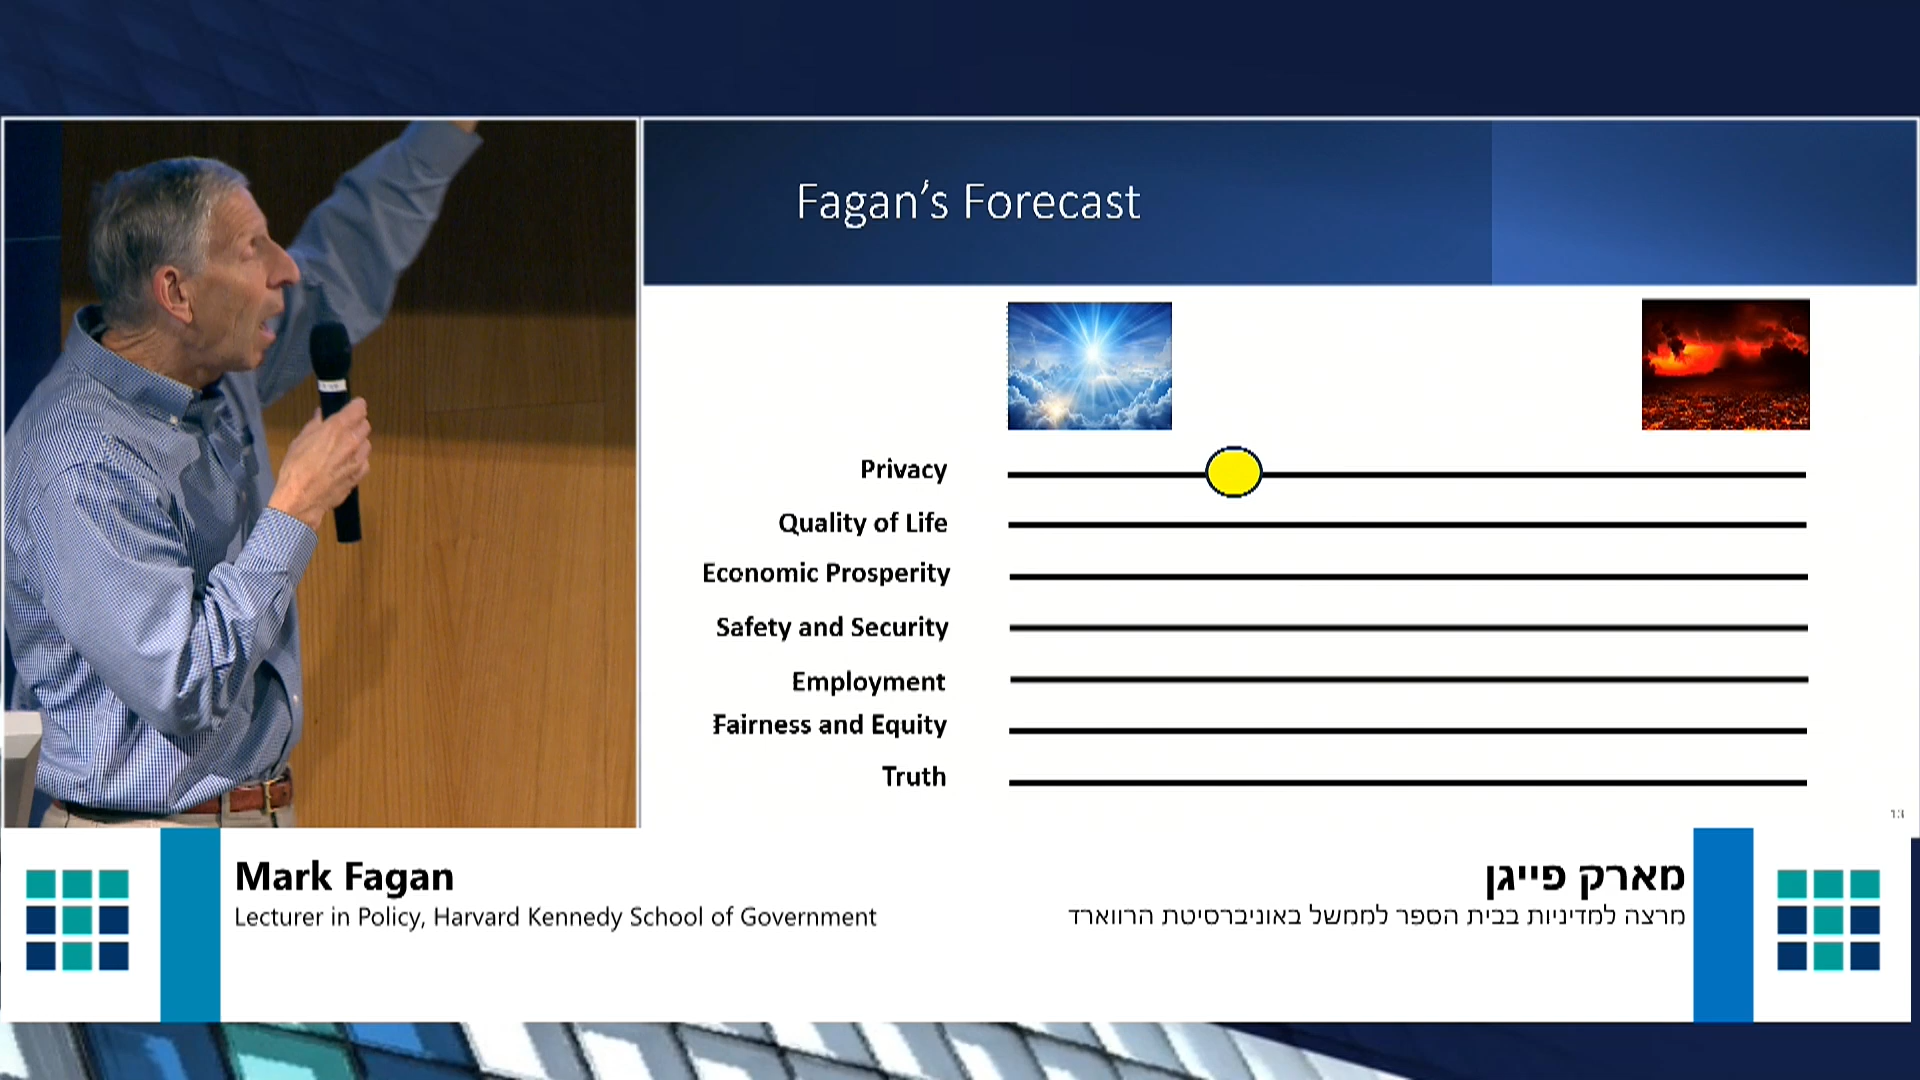 Fagan's Forecast
Privacy
Quality of Life
Economic Prosperity
Safety and Security
Employment
Fairness and Equity
Truth
13
Mark Fagan
Lecturer in Policy, Harvard Kennedy School of Government
מארק פייגן
מרצה למדיניות בבית הספר לממשל באוניברסיטת הרווארד